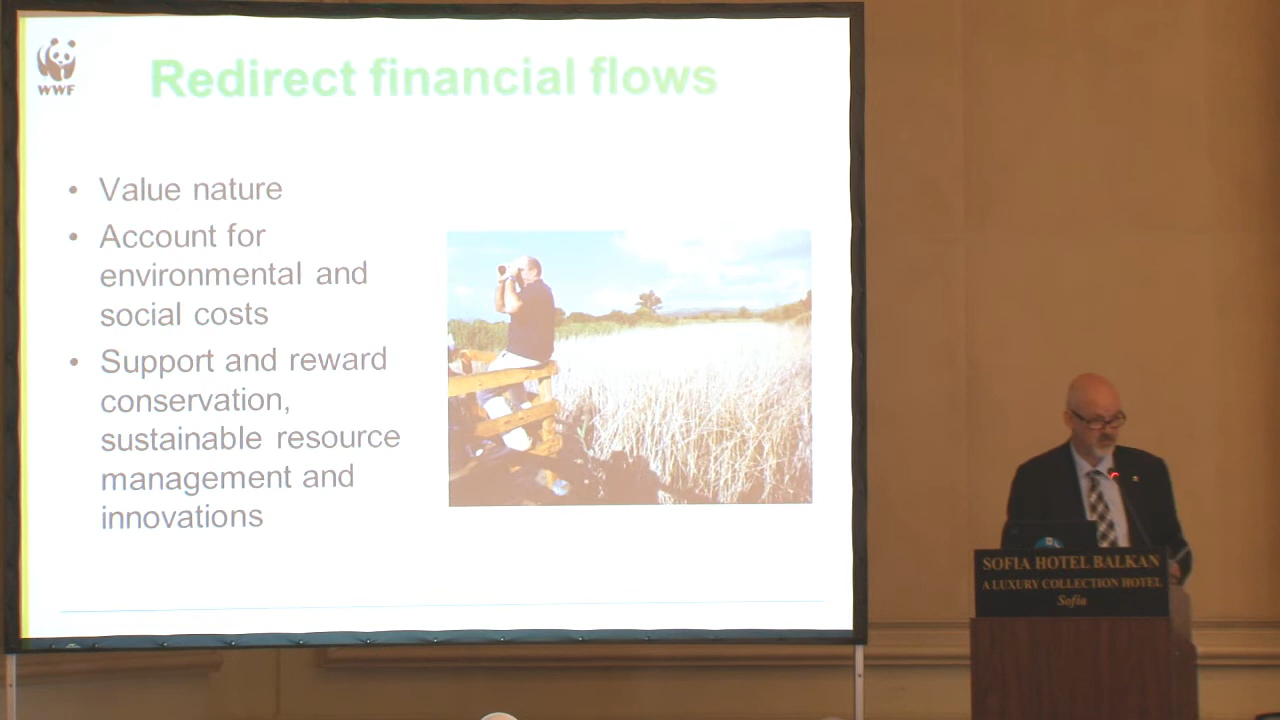 WWF
Redirect financial flows
• Value nature
• Account for
environmental and
social costs
• Support and reward
conservation,
sustainable resource
management and
innovations
SOFIA HOTEL BALKAN
A LUXURY COLLECTION HOTEL
Sofia